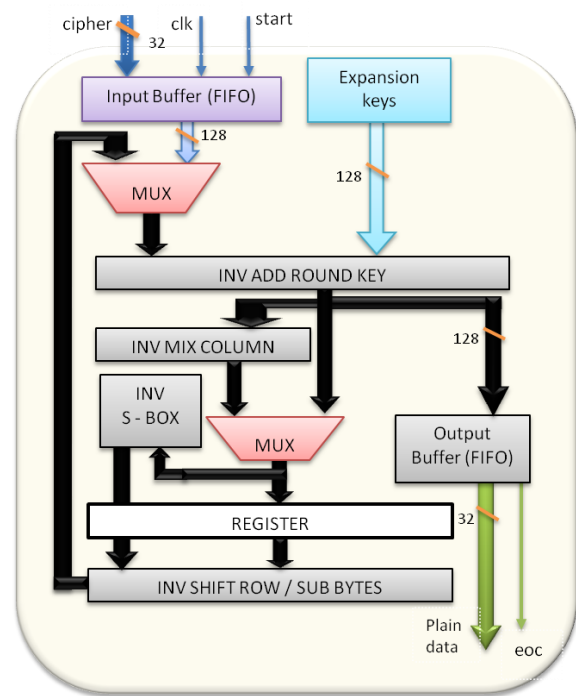 cipher
clk
start
32
Input Buffer (FIFO)
Expansion
keys
128
MUX
128
INV ADD ROUND KEY
INV MIX COLUMN
128
INV
S - BOX
MUX
Output
Buffer (FIFO)
REGISTER
32
INV SHIFT ROW / SUB BYTES
Plain
data
eoc